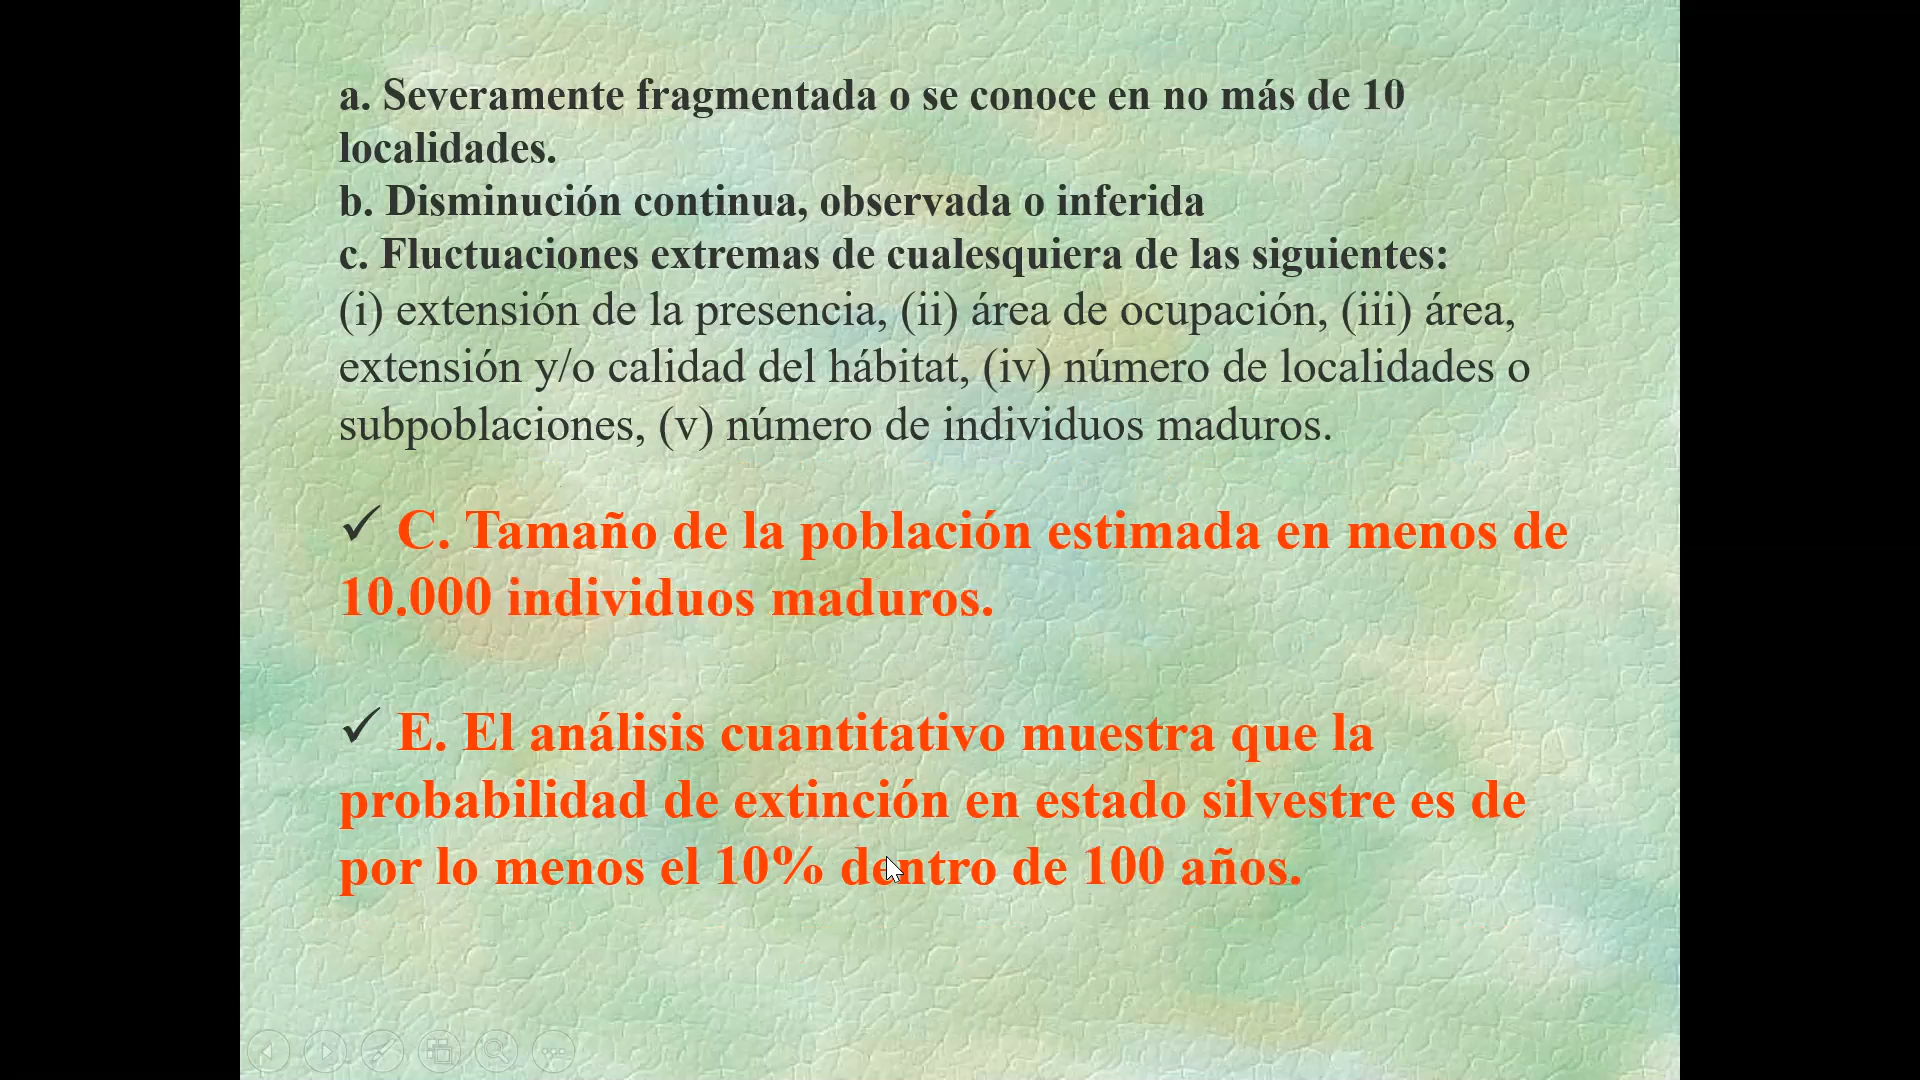 a. Severamente fragmentada o se conoce en no más de 10
localidades.
b. Disminución continua, observada o inferida
c. Fluctuaciones extremas de cualesquiera de las siguientes:
(i) extensión de la presencia, (ii) área de ocupación, (iii) área,
extensión y/o calidad del hábitat, (iv) número de localidades o
subpoblaciones, (v) número de individuos maduros.
✓ C. Tamaño de la población estimada en menos de
10.000 individuos maduros.
✓ E. El análisis cuantitativo muestra que la
probabilidad de extinción en estado silvestre es de
por lo menos el 10% dentro de 100 años.